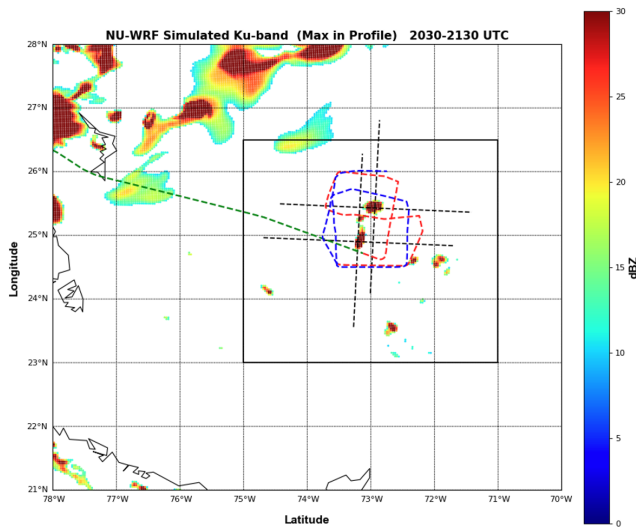 NU-WRF Simulated Ku-band (Max in Profile) 2030-2130 UTC
28°N
27°N
26°N
25°N
24°N
23°N
22°N
21°N
Longitude
78°W 77°W 76°W 75°W 74°W 73°W 72°W 71°W 70°W
Latitude
30
25
20
15
10
5
0
dBZ